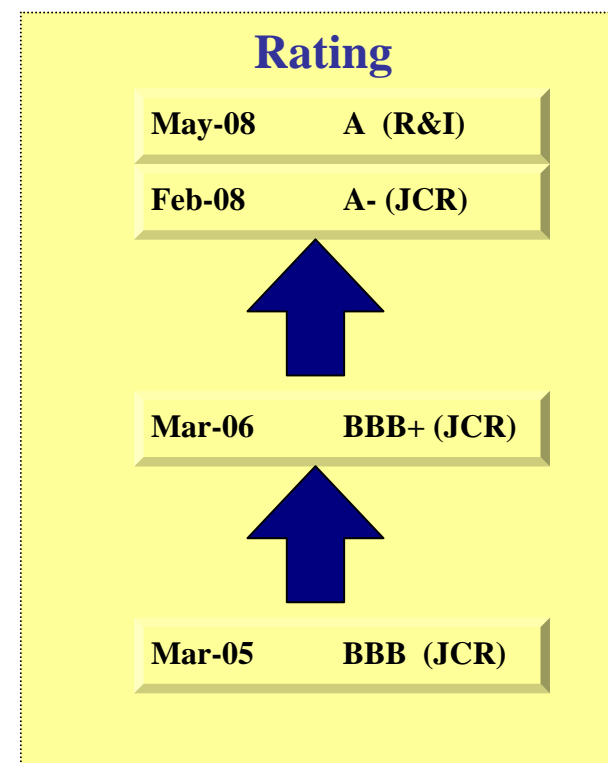 Rating
May-08 A (R&I)
Feb-08 A- (JCR)
Mar-06 BBB+ (JCR)
Mar-05 BBB (JCR)